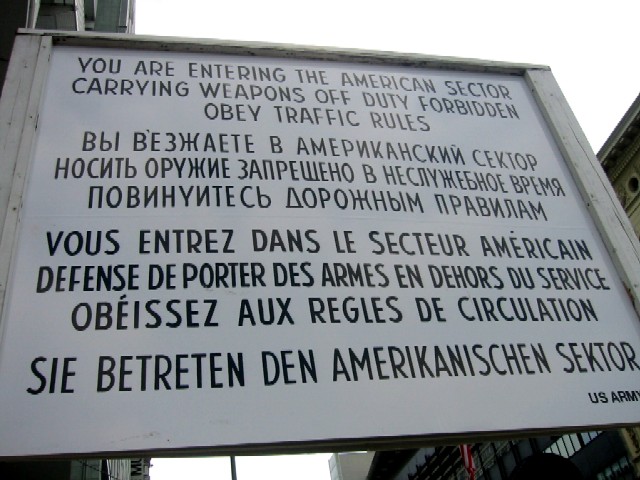 YOU ARE ENTERING THE AMERICAN SECTOR
CARRYING WEAPONS OFF DUTY FORBIDDEN
OBEY TRAFFIC RULES
ВЫ В'ЕЗЖАЕТЕ В АМЕРИКАНСКИЙ СЕКТОР
НОСИТЬ ОРУЖИЕ ЗАПРЕЩЕНО В НЕСЛУЖЕБНОЕ ВРЕМЯ
ПОВИНУИТЕСЬ ДОРОЖНЫМ ПРАВИЛАМ
VOUS ENTREZ DANS LE SECTEUR AMÉRICAIN
DEFENSE DE PORTER DES ARMES EN DEHORS DU SERVICE
OBÉISSEZ AUX REGLES DE CIRCULATION
SIE BETRETEN DEN AMERIKANISCHEN SEKTOR
US ARMY